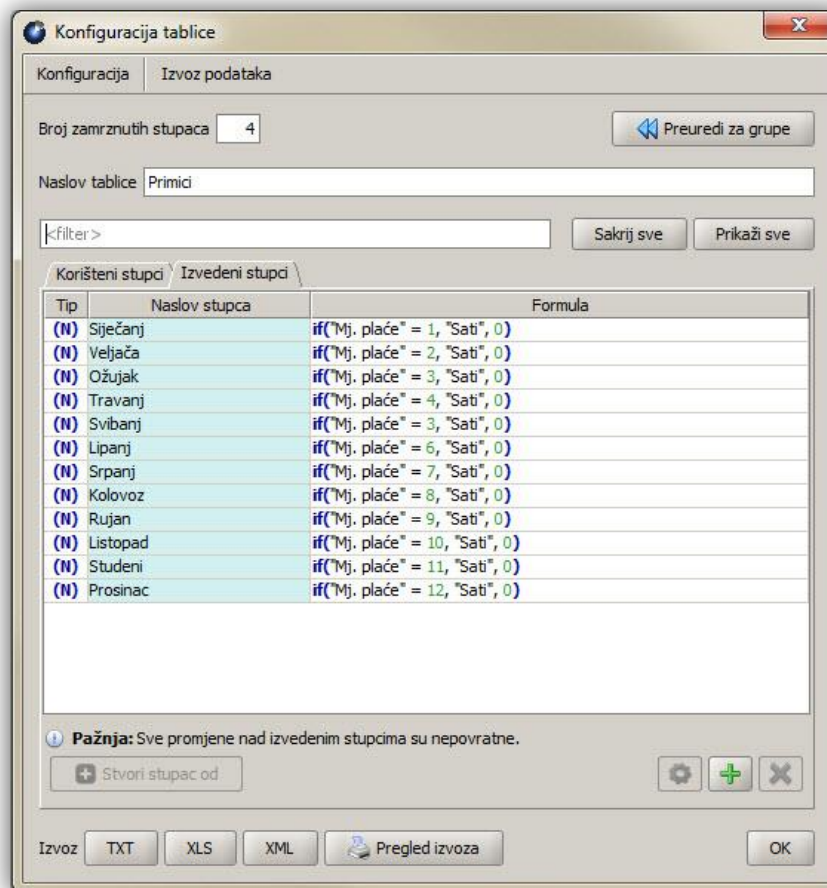 Konfiguracija tablice
Konfiguracija Izvoz podataka
Broj zamrznutih stupaca 4 Preuredi za grupe
Naslov tablice Primici
<filter> Sakrij sve Prikaži sve
Korišteni stupci Izvedeni stupci
Tip Naslov stupca Formula
(N) Siječanj if("Mj. plaće" = 1, "Sati", 0)
(N) Veljača if("Mj. plaće" = 2, "Sati", 0)
(N) Ožujak if("Mj. plaće" = 3, "Sati", 0)
(N) Travanj if("Mj. plaće" = 4, "Sati", 0)
(N) Svibanj if("Mj. plaće" = 3, "Sati", 0)
(N) Lipanj if("Mj. plaće" = 6, "Sati", 0)
(N) Srpanj if("Mj. plaće" = 7, "Sati", 0)
(N) Kolovoz if("Mj. plaće" = 8, "Sati", 0)
(N) Rujan if("Mj. plaće" = 9, "Sati", 0)
(N) Listopad if("Mj. plaće" = 10, "Sati", 0)
(N) Studeni if("Mj. plaće" = 11, "Sati", 0)
(N) Prosinac if("Mj. plaće" = 12, "Sati", 0)
Pažnja: Sve promjene nad izvedenim stupcima su nepovratne.
Stvori stupac od
Izvoz TXT XLS XML Pregled izvoza OK